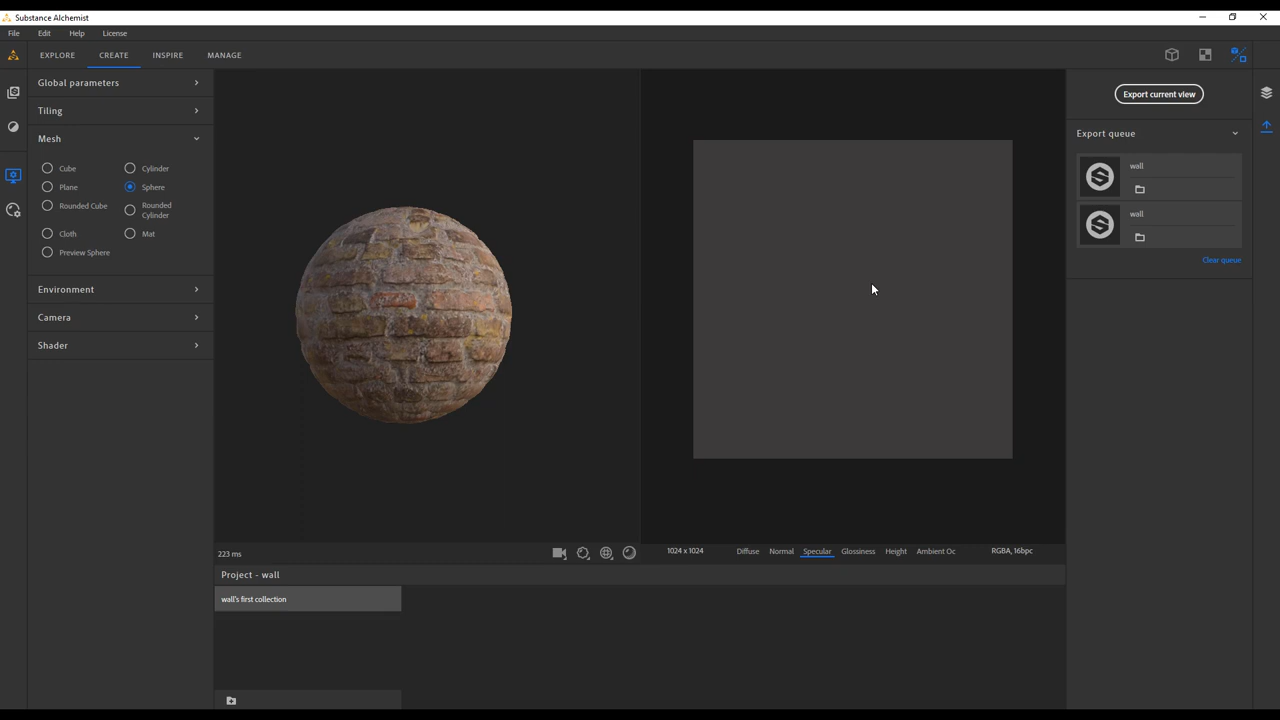 Substance Alchemist
File Edit Help License
EXPLORE CREATE INSPIRE MANAGE
Global parameters
Tiling
Mesh
Cube Cylinder
Plane Sphere
Rounded Cube Rounded
Cylinder
Cloth Mat
Preview Sphere
Environment
Camera
Shader
223 ms
1024 x 1024 Diffuse Normal Specular Glossiness Height Ambient Oc RGBA, 16bpc
Project - wall
wall's first collection
Export current view
Export queue
wall
wall
Clear queue